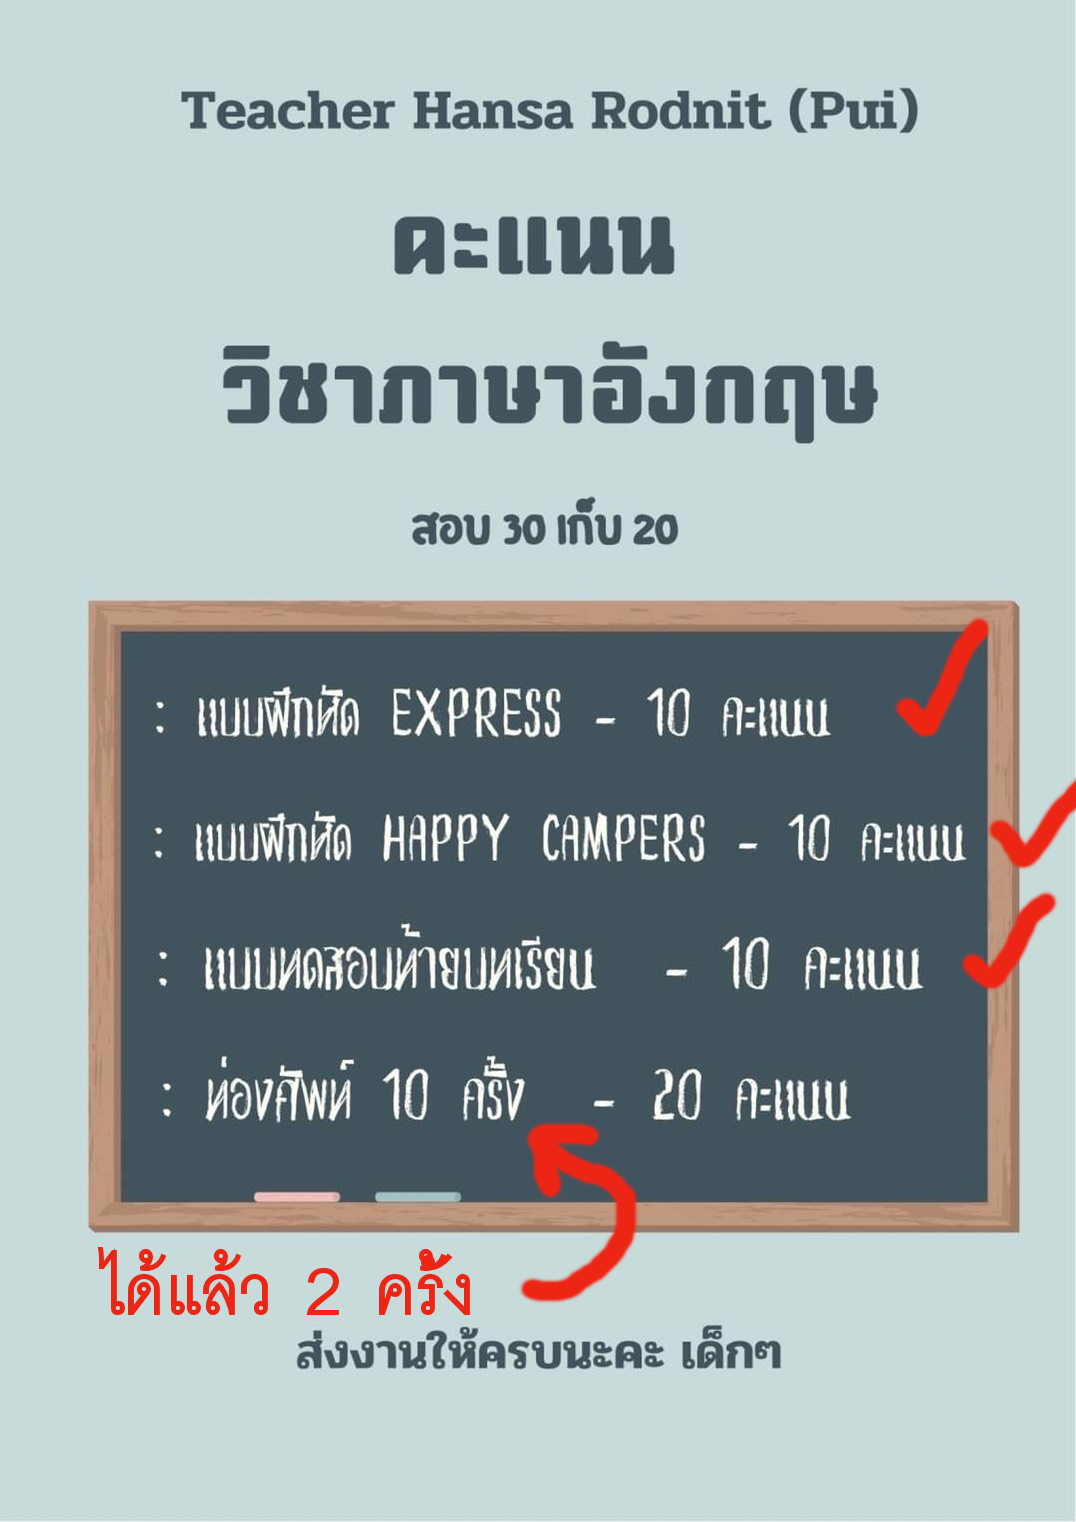 Teacher Hansa Rodnit (Pui)
คะแนน
วิชาภาษาอังกฤษ
สอบ 30 เก็บ 20
: แบบฝึกหัด EXPRESS - 10 คะแนน
: แบบฝึกหัด HAPPY CAMPERS - 10 คะแนน
: แบบทดสอบท้ายบทเรียน - 10 คะแนน
: ท่องศัพท์ 10 ครั้ง - 20 คะแนน
ได้แล้ว 2 ครั้ง
ส่งงานให้ครบนะคะ เด็กๆ